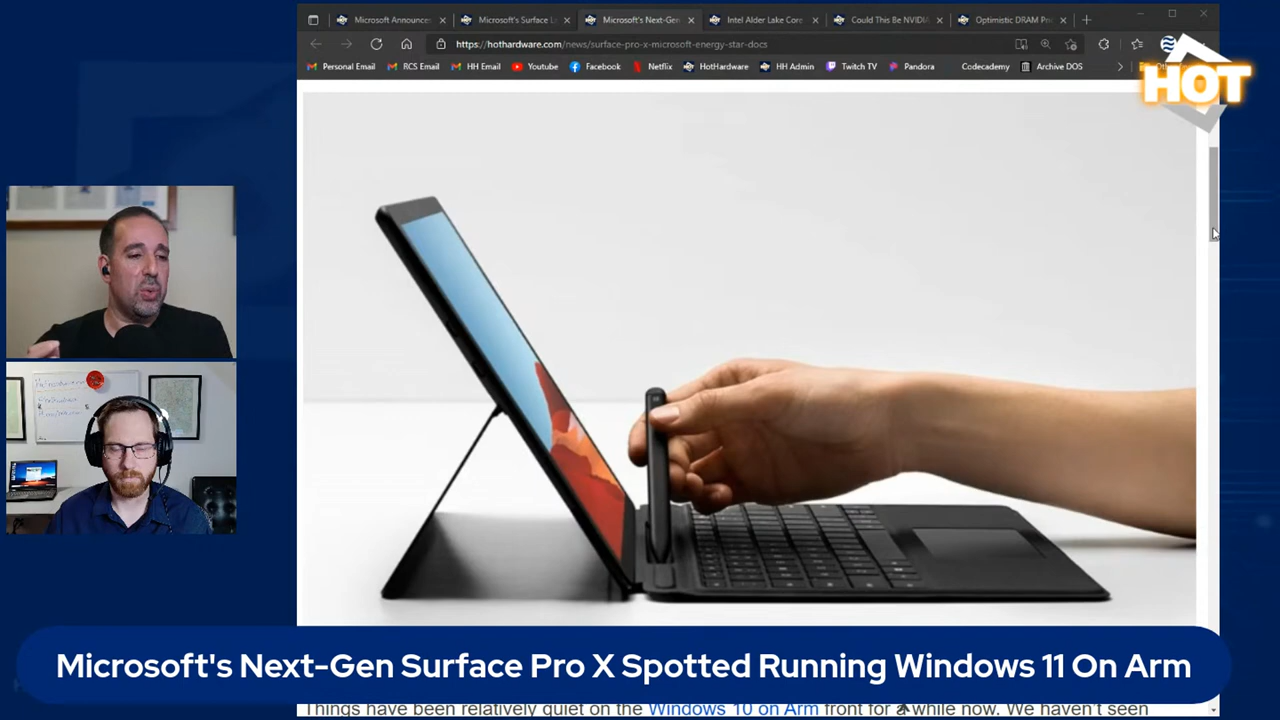 Microsoft Announce
Microsoft's Surface L
Microsoft's Next-Gen
Intel Alder Lake Core
Could This Be NVIDIA
Optimistic DRAM Pri
https://hothardware.com/news/surface-pro-x-microsoft-energy-star-docs
Personal Email
RCS Email
HH Email
Youtube
Facebook
Netflix
HotHardware
HH Admin
Twitch TV
Pandora
Codecademy
Archive DOS
HOT
Microsoft's Next-Gen Surface Pro X Spotted Running Windows 11 On Arm
Things have been relatively quiet on the Windows 10 on Arm front for a while now. We haven't seen